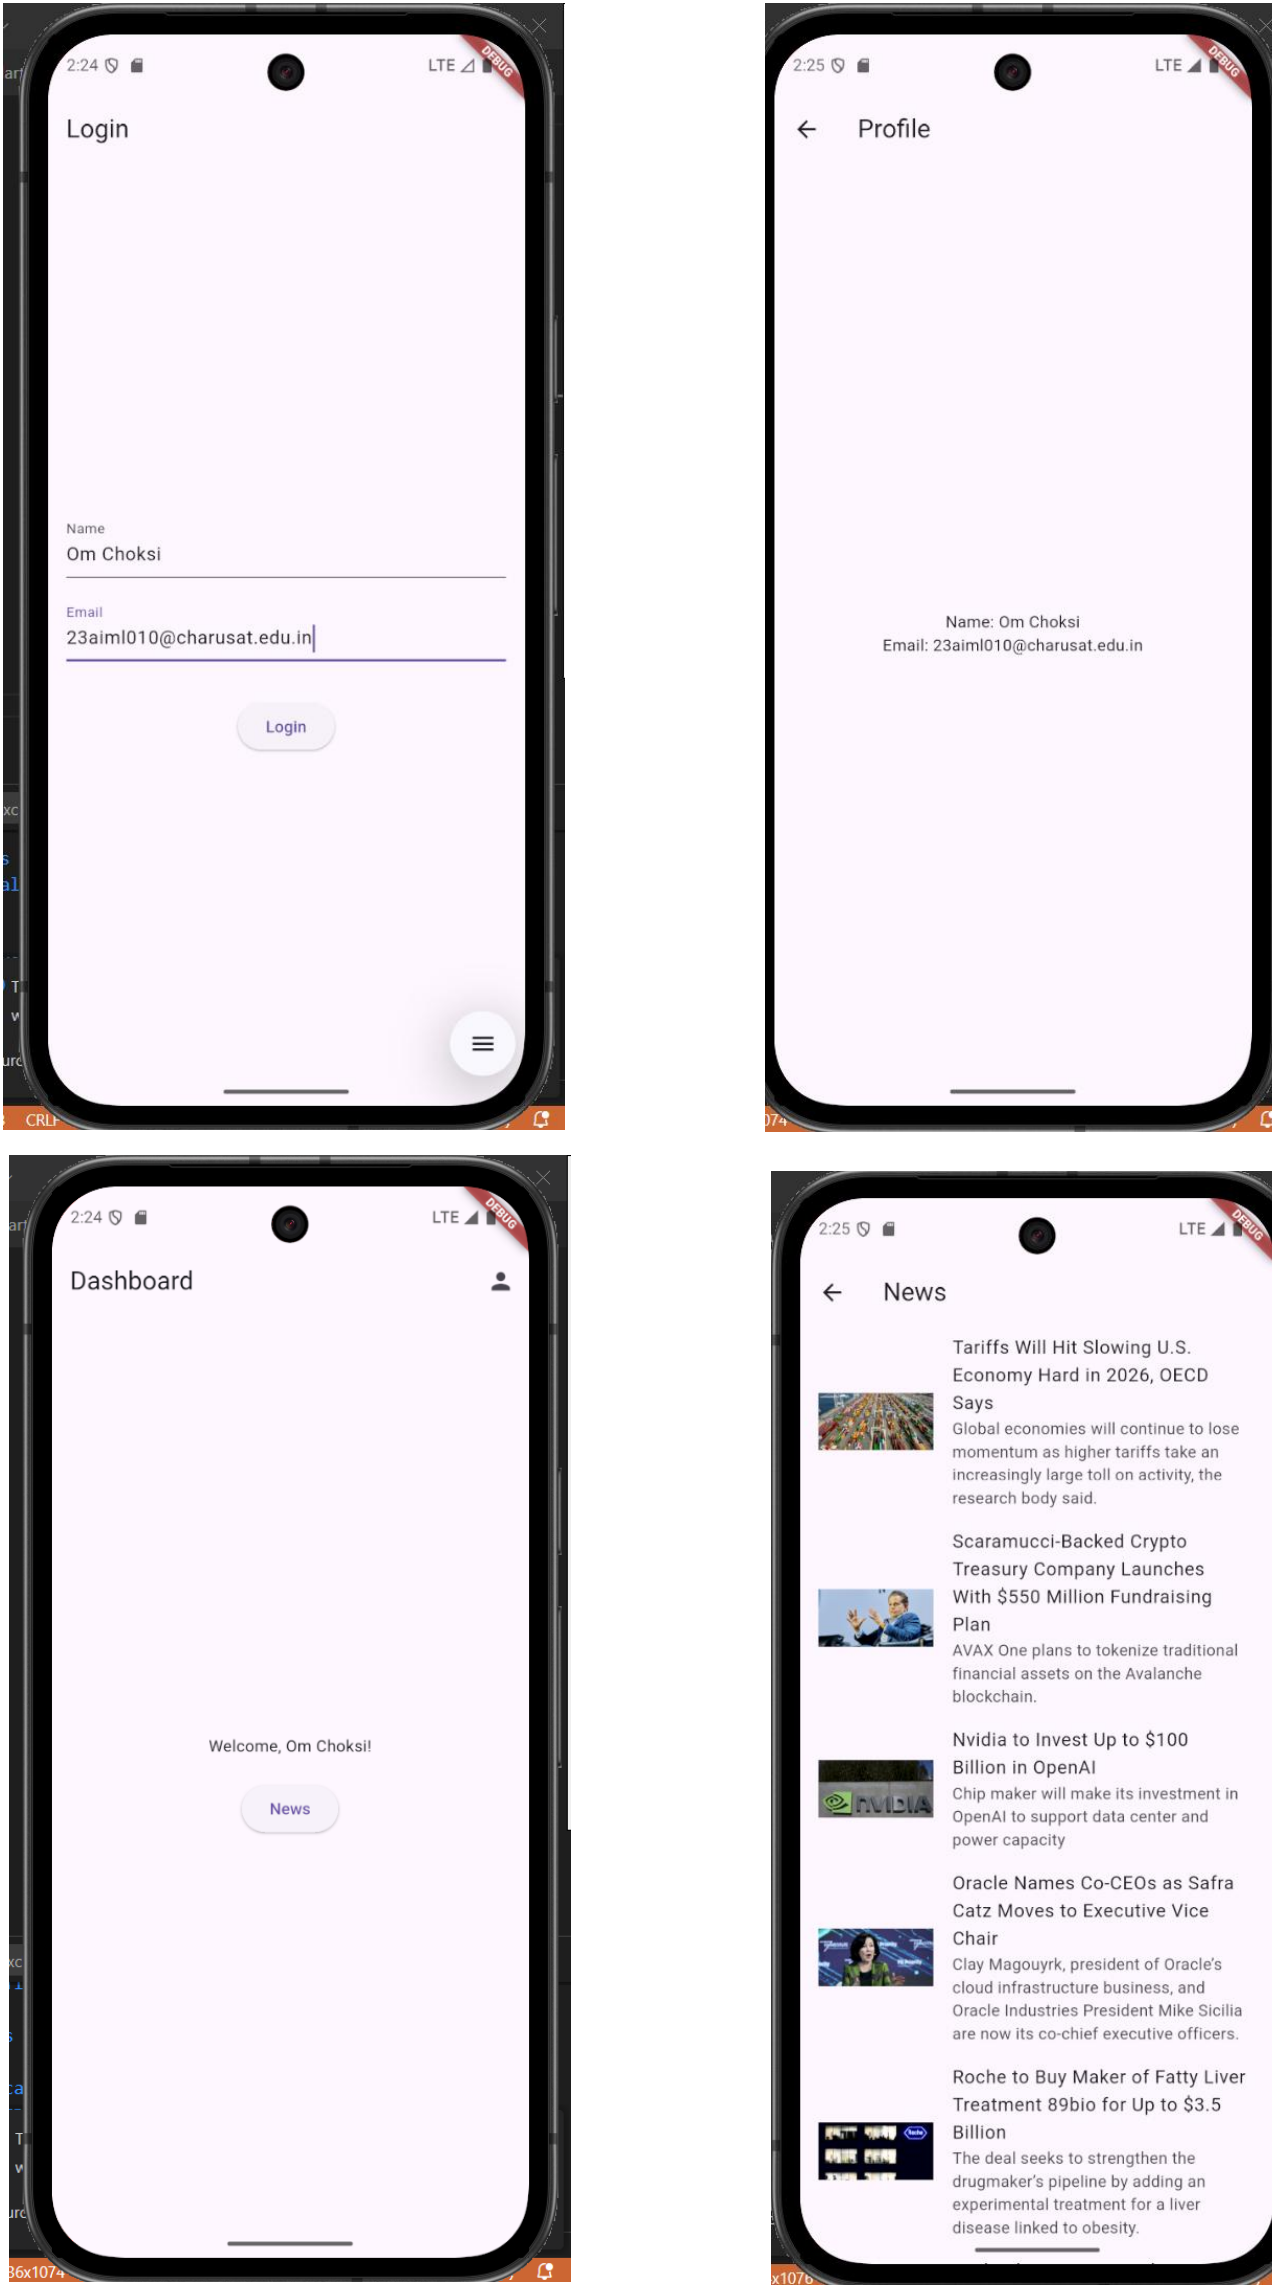 2:24
LTE
DEBUG
Login
Name
Om Choksi
Email
23aiml010@charusat.edu.in
Login
CRLF
2:25
LTE
DEBUG
Profile
Name: Om Choksi
Email: 23aiml010@charusat.edu.in
2:24
LTE
DEBUG
Dashboard
Welcome, Om Choksi!
News
36x1074
2:25
LTE
DEBUG
News
Tariffs Will Hit Slowing U.S.
Economy Hard in 2026, OECD
Says
Global economies will continue to lose
momentum as higher tariffs take an
increasingly large toll on activity, the
research body said.
Scaramucci-Backed Crypto
Treasury Company Launches
With $550 Million Fundraising
Plan
AVAX One plans to tokenize traditional
financial assets on the Avalanche
blockchain.
Nvidia to Invest Up to $100
Billion in OpenAI
NVIDIA
Chip maker will make its investment in
OpenAI to support data center and
power capacity
Oracle Names Co-CEOs as Safra
Catz Moves to Executive Vice
Chair
Clay Magouyrk, president of Oracle’s
cloud infrastructure business, and
Oracle Industries President Mike Sicilia
are now its co-chief executive officers.
Roche to Buy Maker of Fatty Liver
Treatment 89bio for Up to $3.5
Billion
Roche
The deal seeks to strengthen the
drugmaker’s pipeline by adding an
experimental treatment for a liver
disease linked to obesity.
x1076